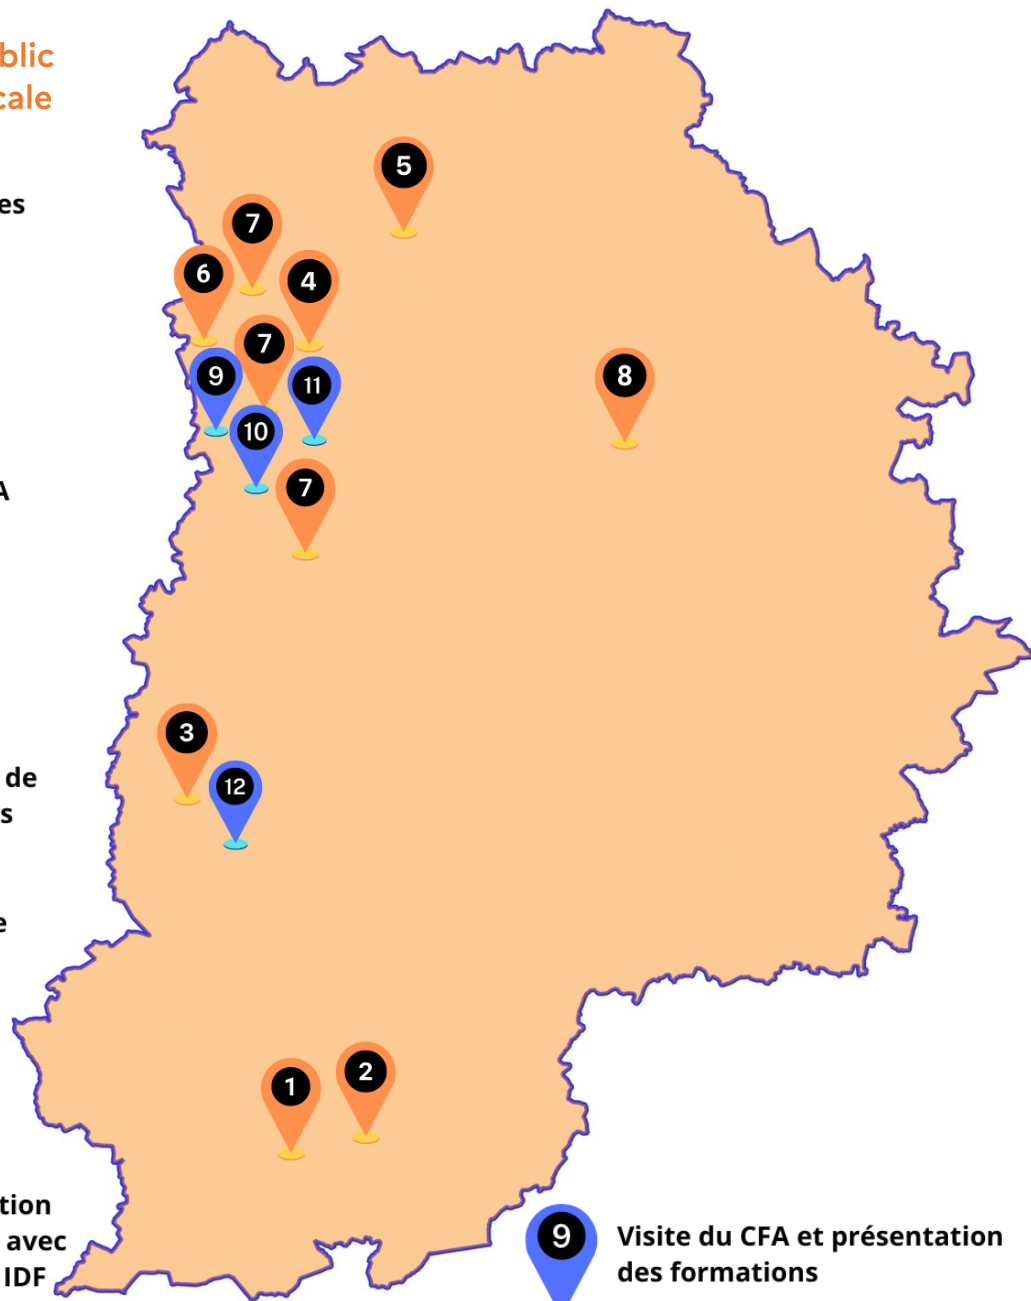 blic
cale
es
5
7
6
4
7
9
11
8
10
A
7
3
12
de
s
e
2
1
tion
avec
IDF
9
Visite du CFA et présentation
des formations